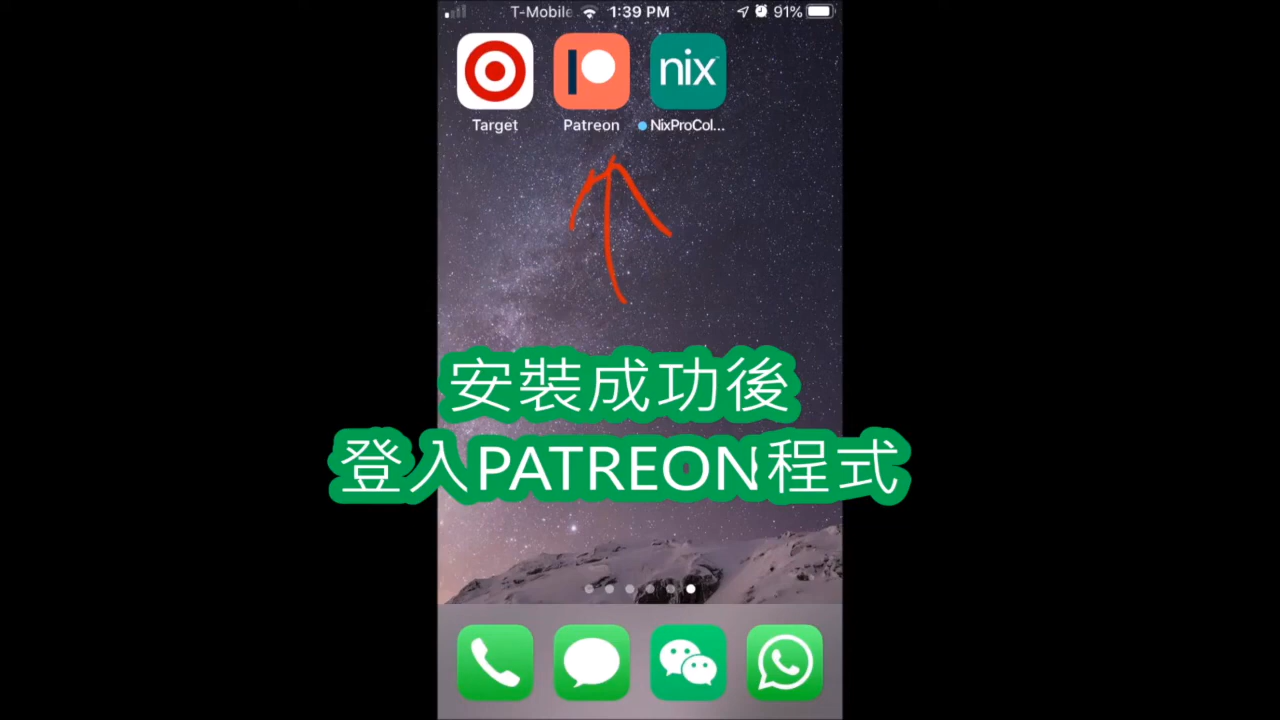 T-Mobile 1:39 PM 91%
nix
Target Patreon NixProCol...
安裝成功後
登入PATREON程式